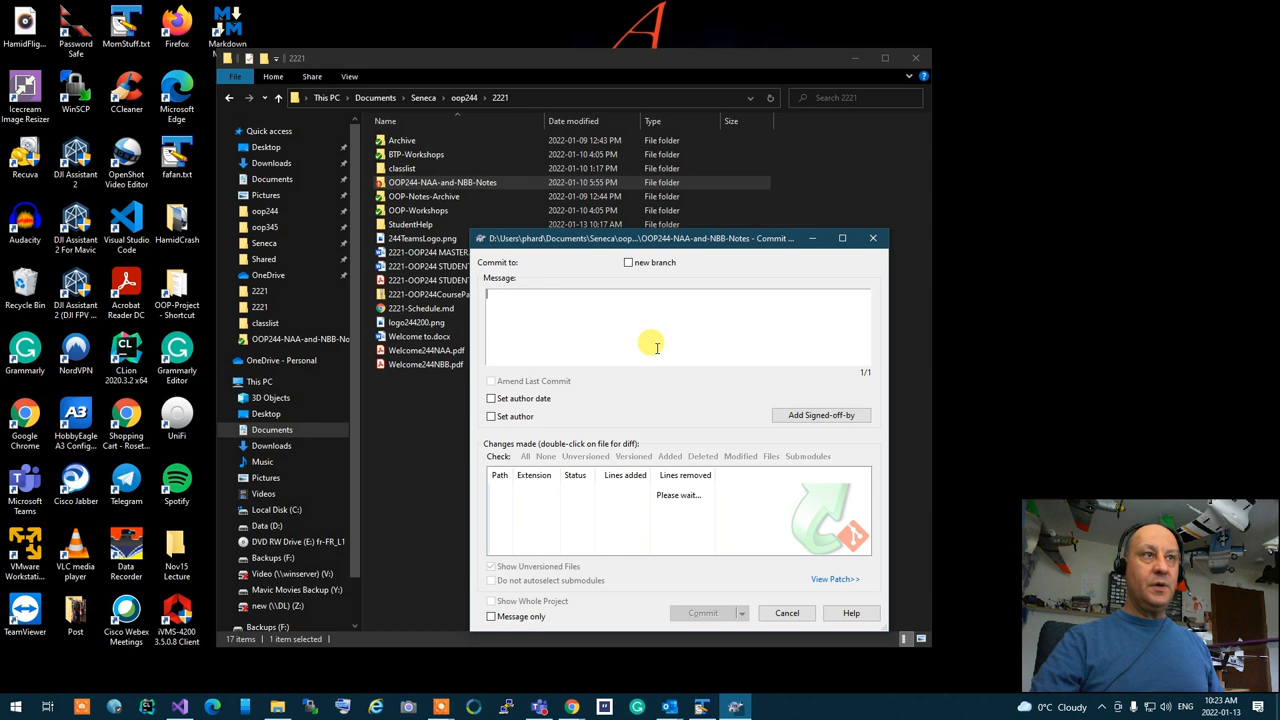 HamidFlig...
Password
Safe
MomStuff.txt
Firefox
Markdown
Icecream
Image Resizer
WinSCP
CCleaner
Microsoft
Edge
Recuva
DJI Assistant
2
OpenShot
Video Editor
fafan.txt
Audacity
DJI Assistant
2 For Mavic
Visual Studio
Code
HamidCrash
Recycle Bin
DJI Assistant
2 (DJI FPV ...
Acrobat
Reader DC
OOP-Project
- Shortcut
Grammarly
NordVPN
CLion
2020.3.2 x64
Grammarly
Editor
Google
Chrome
HobbyEagle
A3 Config...
Shopping
Cart - Roset...
UniFi
Microsoft
Teams
Cisco Jabber
Telegram
Spotify
VMware
Workstati...
VLC media
player
Data
Recorder
Nov15
Lecture
TeamViewer
Post
Cisco Webex
Meetings
iVMS-4200
3.5.0.8 Client
2221
File Home Share View
This PC Documents Seneca oop244 2221
Search 2221
Quick access
Desktop
Downloads
Documents
Pictures
oop244
oop345
Seneca
Shared
OneDrive
2221
2221
classlist
OOP244-NAA-and-NBB-No
OneDrive - Personal
This PC
3D Objects
Desktop
Documents
Downloads
Music
Pictures
Videos
Local Disk (C:)
Data (D:)
DVD RW Drive (E:) fr-FR_L1
Backups (F:)
Video (\\winserver) (V:)
Mavic Movies Backup (Y:)
new (\\DL) (Z:)
Backups (F:)
Name Date modified Type Size
Archive 2022-01-09 12:43 PM File folder
BTP-Workshops 2022-01-10 4:05 PM File folder
classlist 2022-01-10 1:17 PM File folder
OOP244-NAA-and-NBB-Notes 2022-01-10 5:55 PM File folder
OOP-Notes-Archive 2022-01-09 12:44 PM File folder
OOP-Workshops 2022-01-10 4:05 PM File folder
StudentHelp 2022-01-13 10:17 AM File folder
244TeamsLogo.png
2221-OOP244 MASTER
2221-OOP244 STUDENT
2221-OOP244 STUDENT
2221-OOP244CoursePa
2221-Schedule.md
logo244200.png
Welcome to.docx
Welcome244NAA.pdf
Welcome244NBB.pdf
17 items 1 item selected
D:\Users\phard\Documents\Seneca\oop...\OOP244-NAA-and-NBB-Notes - Commit ...
Commit to: new branch
Message:
1/1
Amend Last Commit
Set author date
Set author
Add Signed-off-by
Changes made (double-click on file for diff):
Check: All None Unversioned Versioned Added Deleted Modified Files Submodules
Path Extension Status Lines added Lines removed
Please wait...
Show Unversioned Files
Do not autoselect submodules
View Patch>>
Show Whole Project
Message only
Commit Cancel Help
0°C Cloudy
10:23 AM
2022-01-13